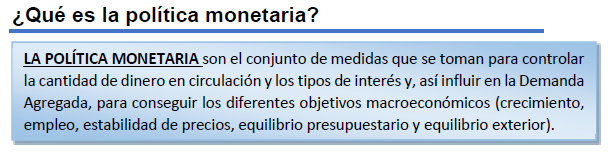 ¿Qué es la política monetaria?
LA POLÍTICA MONETARIA son el conjunto de medidas que se toman para controlar
la cantidad de dinero en circulación y los tipos de interés y, así influir en la Demanda
Agregada, para conseguir los diferentes objetivos macroeconómicos (crecimiento,
empleo, estabilidad de precios, equilibrio presupuestario y equilibrio exterior).